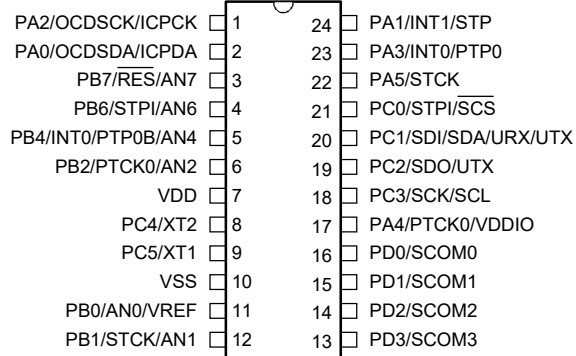 PA2/OCDSCK/ICPCK 1 24 PA1/INT1/STP
PA0/OCDSDA/ICPDA 2 23 PA3/INT0/PTP0
PB7/RES/AN7 3 22 PA5/STCK
PB6/STPI/AN6 4 21 PC0/STPI/SCS
PB4/INT0/PTP0B/AN4 5 20 PC1/SDI/SDA/URX/UTX
PB2/PTCK0/AN2 6 19 PC2/SDO/UTX
VDD 7 18 PC3/SCK/SCL
PC4/XT2 8 17 PA4/PTCK0/VDDIO
PC5/XT1 9 16 PD0/SCOM0
VSS 10 15 PD1/SCOM1
PB0/AN0/VREF 11 14 PD2/SCOM2
PB1/STCK/AN1 12 13 PD3/SCOM3